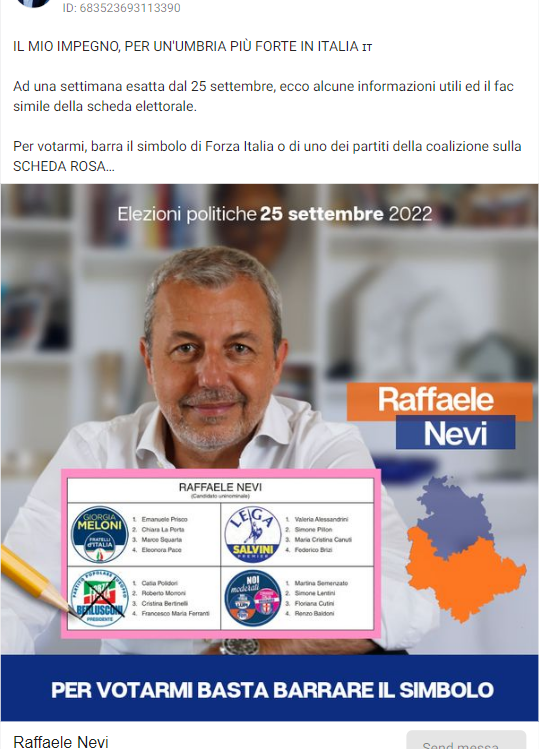 ID: 683523693113390
IL MIO IMPEGNO, PER UN'UMBRIA PIÙ FORTE IN ITALIA IT
Ad una settimana esatta dal 25 settembre, ecco alcune informazioni utili ed il fac
simile della scheda elettorale.
Per votarmi, barra il simbolo di Forza Italia o di uno dei partiti della coalizione sulla
SCHEDA ROSA...
Elezioni politiche 25 settembre 2022
Raffaele
Nevi
RAFFAELE NEVI
(Candidato uninominale)
GIORGIA
MELONI
FRATELLI
d'ITALIA
1. Emanuele Prisco
2. Chiara La Porta
3. Marco Squarta
4. Eleonora Pace
LEGA
SALVINI
PREMIER
1. Valeria Alessandrini
2. Simone Pillon
3. Maria Cristina Canuti
4. Federico Brizi
PARTITO POPOLARE EUROPEO
BERLUSCONI
PRESIDENTE
1. Catia Polidori
2. Roberto Morroni
3. Cristina Bertinelli
4. Francesco Maria Ferranti
NOI
moderati
1. Martina Semenzato
2. Simone Lantini
3. Floriana Cutini
4. Renzo Baldoni
PER VOTARMI BASTA BARRARE IL SIMBOLO
Raffaele Nevi
Send messa